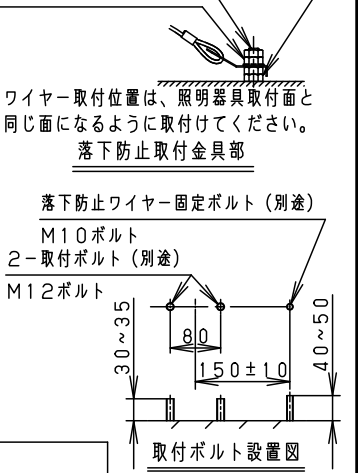 ワイヤー取付位置は、照明器具取付面と
同じ面になるように取付けてください。
落下防止取付金具部
落下防止ワイヤー固定ボルト（別途）
M10ボルト
2-取付ボルト（別途）
M12ボルト
80
150±10
30~35
40~50
取付ボルト設置図